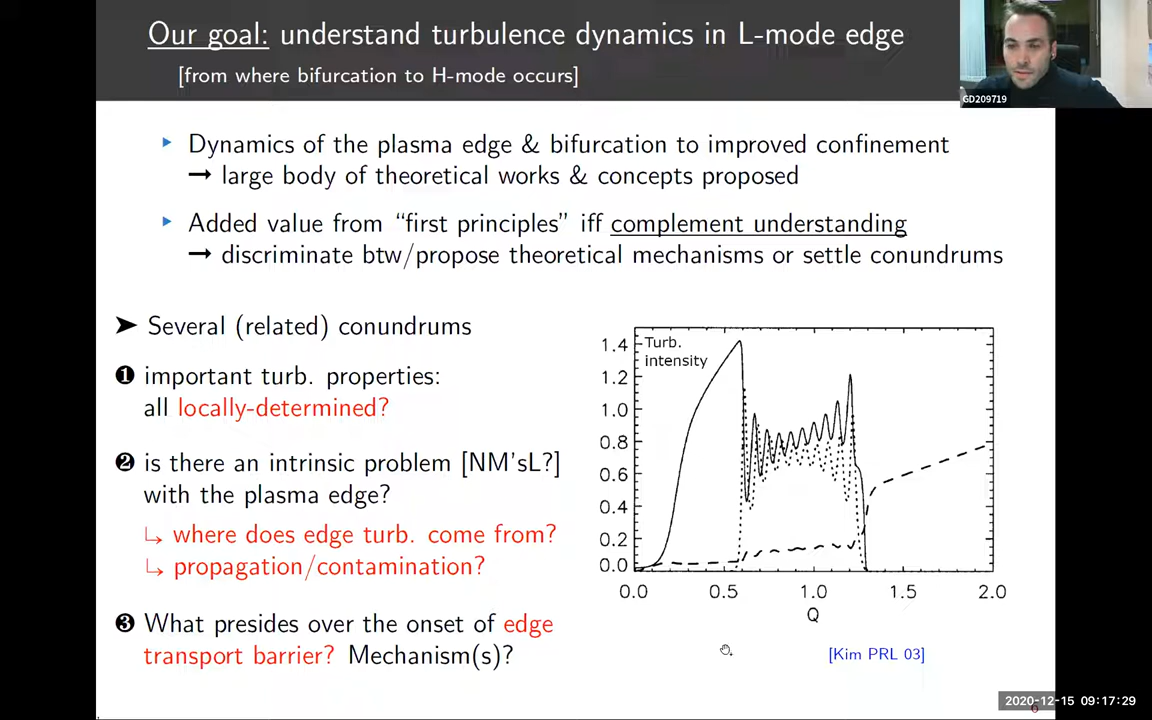 Our goal: understand turbulence dynamics in L-mode edge
[from where bifurcation to H-mode occurs]
GD209719
‣ Dynamics of the plasma edge & bifurcation to improved confinement
→ large body of theoretical works & concepts proposed
‣ Added value from “first principles” iff complement understanding
→ discriminate btw/propose theoretical mechanisms or settle conundrums
➤ Several (related) conundrums
❶ important turb. properties:
all locally-determined?
❷ is there an intrinsic problem [NM'sL?]
with the plasma edge?
↳ where does edge turb. come from?
↳ propagation/contamination?
❸ What presides over the onset of edge
transport barrier? Mechanism(s)?
Turb.
intensity
1.4
1.2
1.0
0.8
0.6
0.4
0.2
0.0
0.0 0.5 1.0 1.5 2.0
Q
[Kim PRL 03]
2020-12-15 09:17:29
6